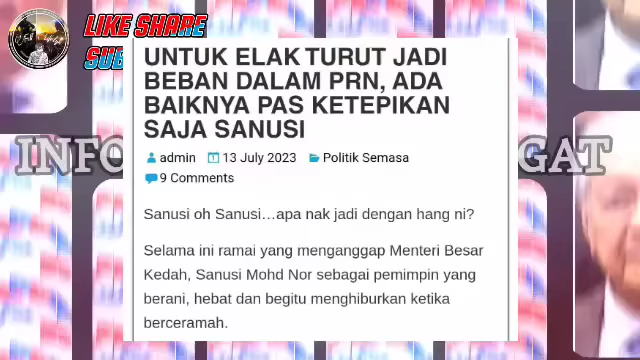 LIKE SHARE
SUB
UNTUK ELAK TURUT JADI
BEBAN DALAM PRN, ADA
BAIKNYA PAS KETEPIKAN
SAJA SANUSI
INFO
GAT
admin 13 July 2023 Politik Semasa
9 Comments
Sanusi oh Sanusi…apa nak jadi dengan hang ni?
Selama ini ramai yang menganggap Menteri Besar
Kedah, Sanusi Mohd Nor sebagai pemimpin yang
berani, hebat dan begitu menghiburkan ketika
berceramah.